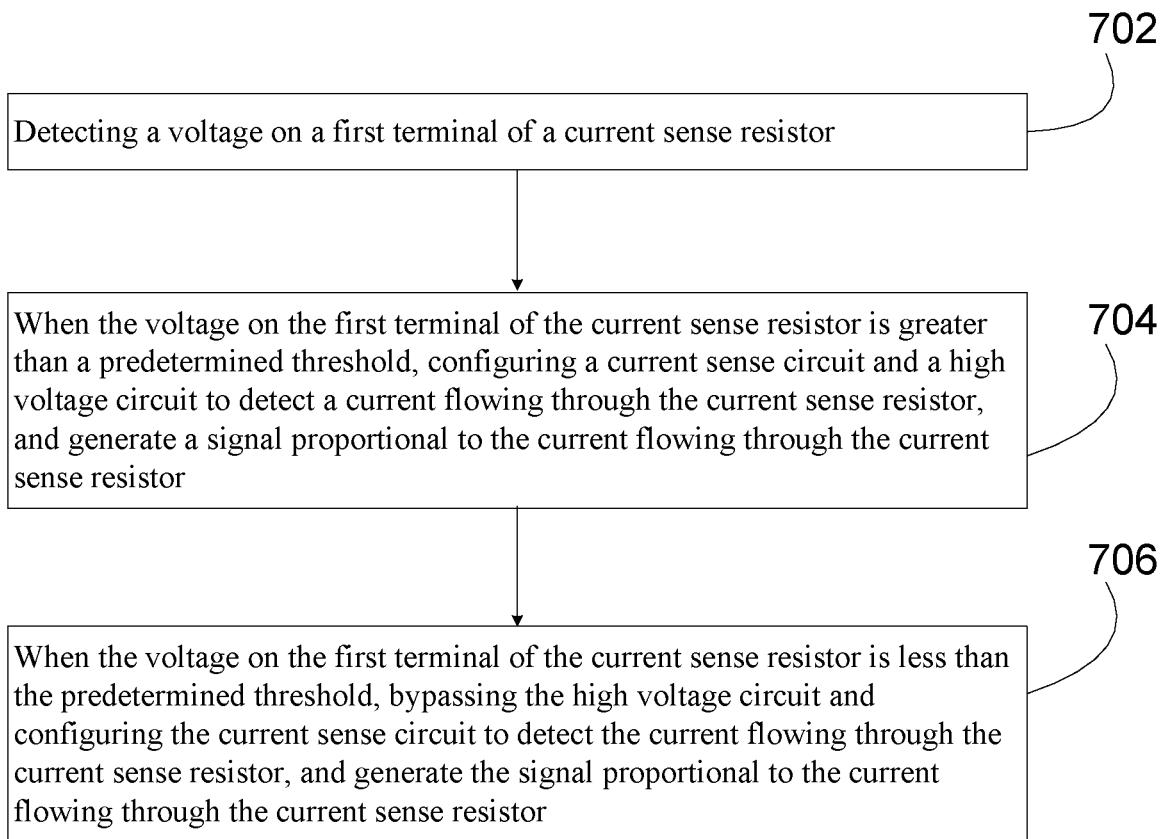 702
Detecting a voltage on a first terminal of a current sense resistor
704
When the voltage on the first terminal of the current sense resistor is greater
than a predetermined threshold, configuring a current sense circuit and a high
voltage circuit to detect a current flowing through the current sense resistor,
and generate a signal proportional to the current flowing through the current
sense resistor
706
When the voltage on the first terminal of the current sense resistor is less than
the predetermined threshold, bypassing the high voltage circuit and
configuring the current sense circuit to detect the current flowing through the
current sense resistor, and generate the signal proportional to the current
flowing through the current sense resistor